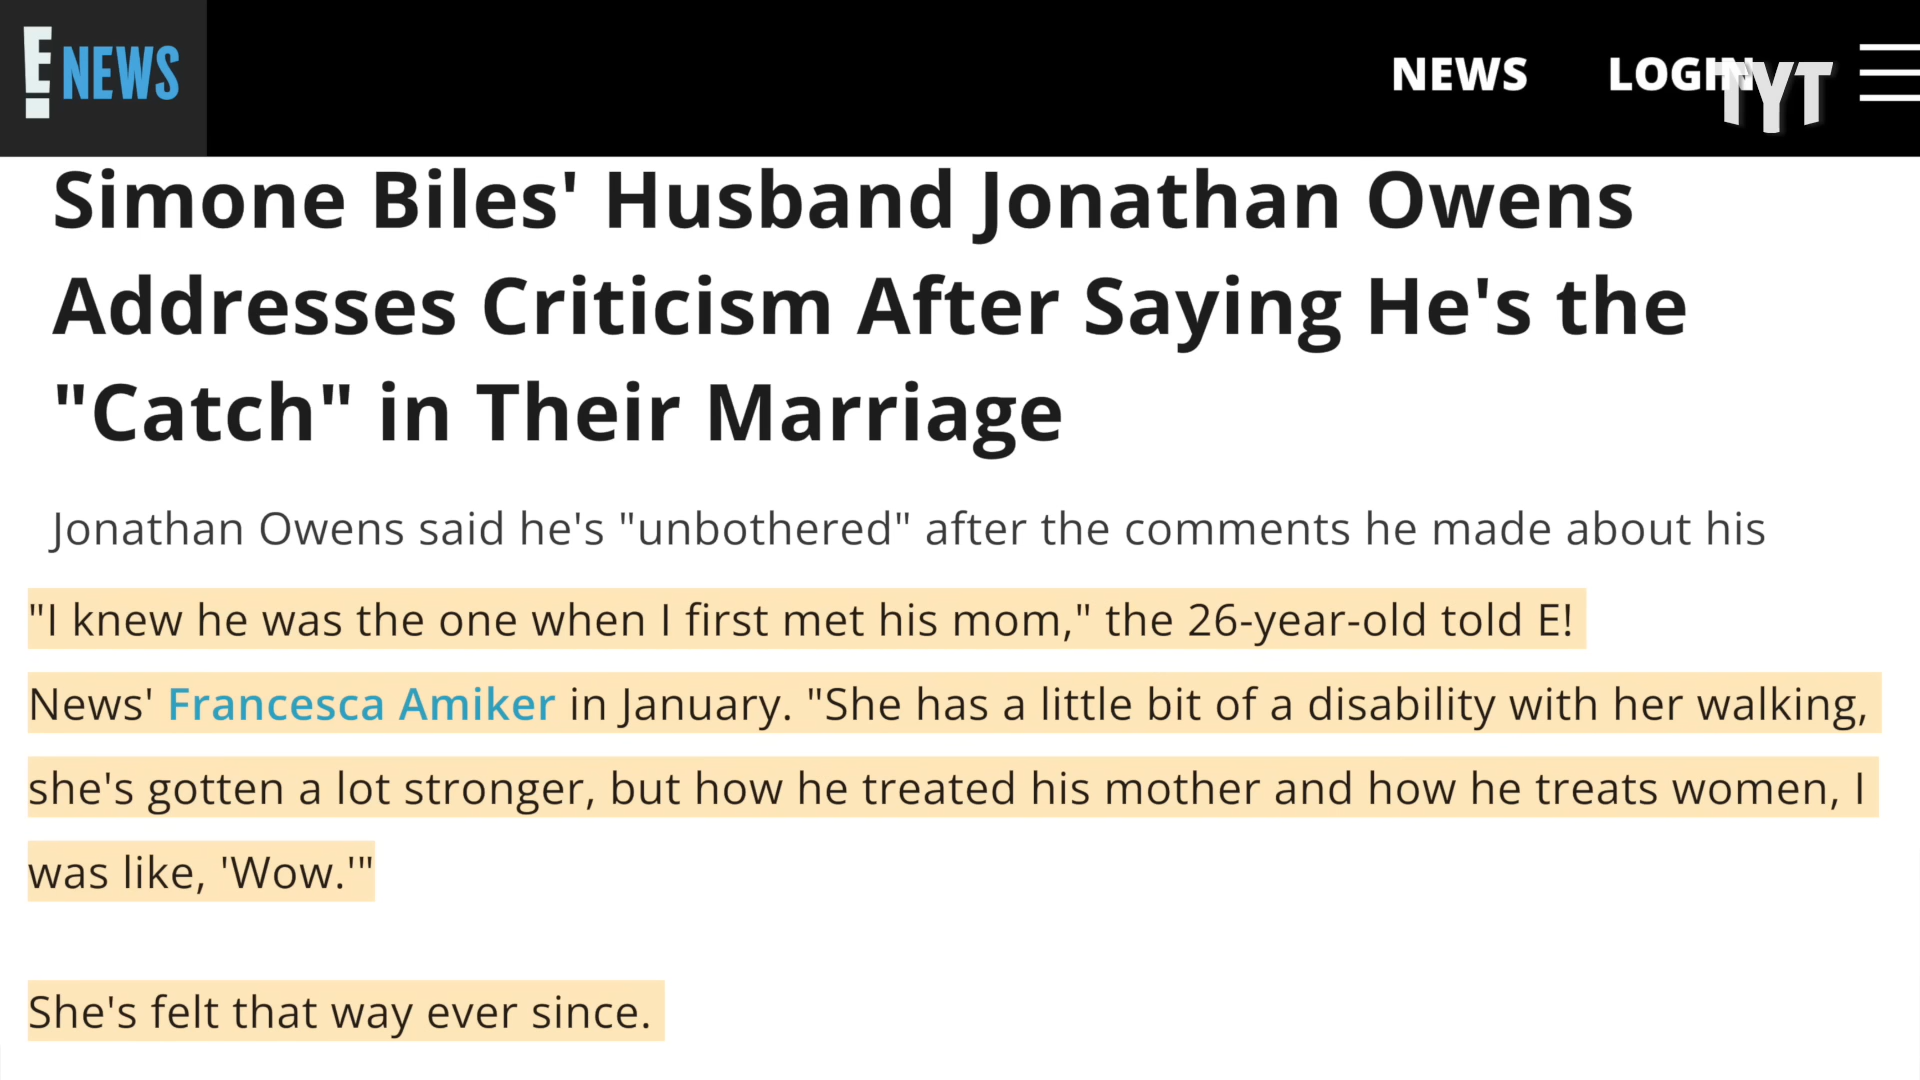 E! NEWS
NEWS
LOGIN
TYT
Simone Biles' Husband Jonathan Owens
Addresses Criticism After Saying He's the
"Catch" in Their Marriage
Jonathan Owens said he's "unbothered" after the comments he made about his
"I knew he was the one when I first met his mom," the 26-year-old told E!
News' Francesca Amiker in January. "She has a little bit of a disability with her walking,
she's gotten a lot stronger, but how he treated his mother and how he treats women, I
was like, 'Wow.'"
She's felt that way ever since.